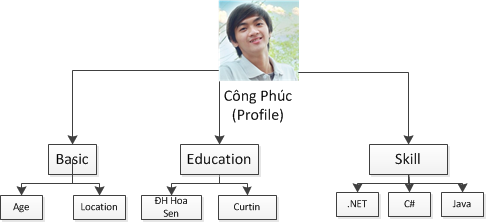 Công Phúc
(Profile)
Basic
Education
Skill
Age
Location
ĐH Hoa
Sen
Curtin
.NET
C#
Java